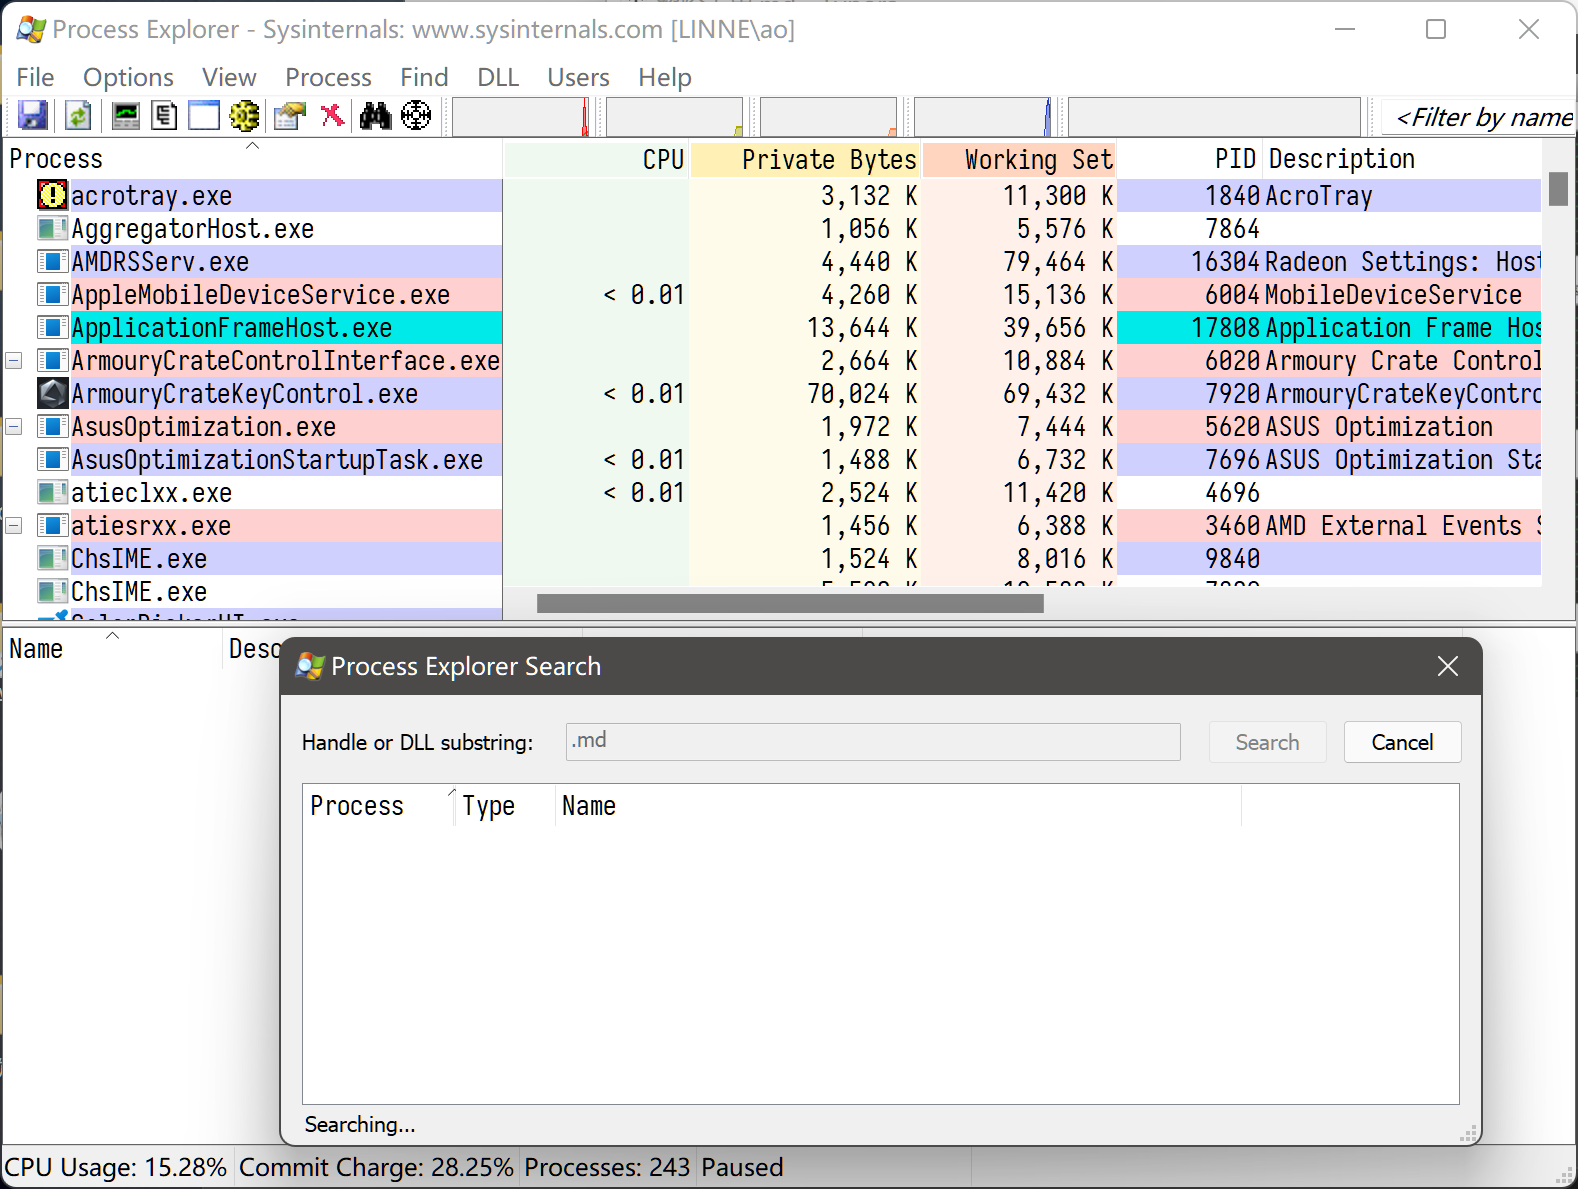 Process Explorer - Sysinternals: www.sysinternals.com [LINNE\ao]
File Options View Process Find DLL Users Help
<Filter by name
Process CPU Private Bytes Working Set PID Description
acrotray.exe 3,132 K 11,300 K 1840 AcroTray
AggregatorHost.exe 1,056 K 5,576 K 7864
AMDRSServ.exe 4,440 K 79,464 K 16304 Radeon Settings: Host
AppleMobileDeviceService.exe < 0.01 4,260 K 15,136 K 6004 MobileDeviceService
ApplicationFrameHost.exe 13,644 K 39,656 K 17808 Application Frame Hos
ArmouryCrateControlInterface.exe 2,664 K 10,884 K 6020 Armoury Crate Control
ArmouryCrateKeyControl.exe < 0.01 70,024 K 69,432 K 7920 ArmouryCrateKeyContro
AsusOptimization.exe 1,972 K 7,444 K 5620 ASUS Optimization
AsusOptimizationStartupTask.exe < 0.01 1,488 K 6,732 K 7696 ASUS Optimization Sta
atieclxx.exe < 0.01 2,524 K 11,420 K 4696
atiesrxx.exe 1,456 K 6,388 K 3460 AMD External Events S
ChsIME.exe 1,524 K 8,016 K 9840
ChsIME.exe
Name Desc
Process Explorer Search
Handle or DLL substring: .md Search Cancel
Process Type Name
Searching...
CPU Usage: 15.28% Commit Charge: 28.25% Processes: 243 Paused